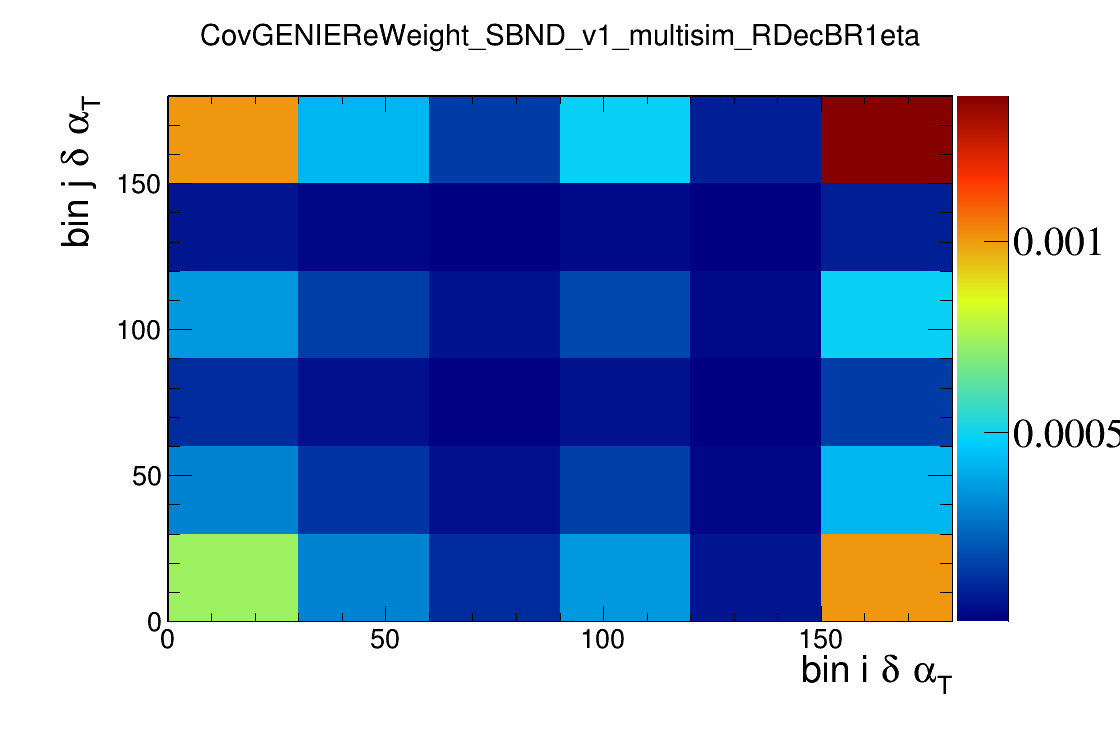 CovGENIEReWeight_SBND_v1_multisim_RDecBR1eta
bin j δ α_T
150
100
50
0
0 50 100 150
bin i δ α_T
0.001
0.0005